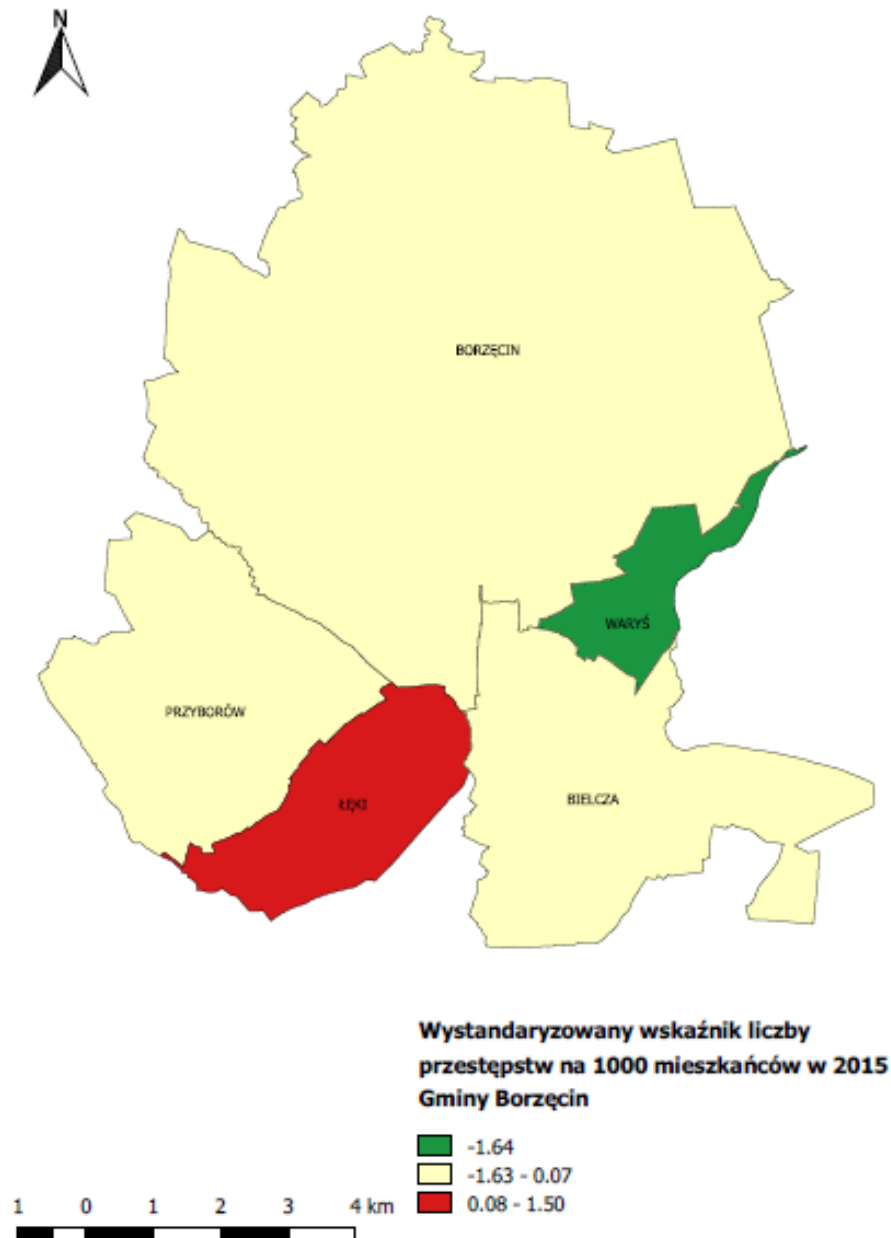 N
BORZĘCIN
WARYŚ
PRZYBORÓW
ŁĘKI
BIELCZA
Wystandaryzowany wskaźnik liczby
przestępstw na 1000 mieszkańców w 2015
Gminy Borzęcin
-1.64
-1.63 - 0.07
0.08 - 1.50
1 0 1 2 3 4 km